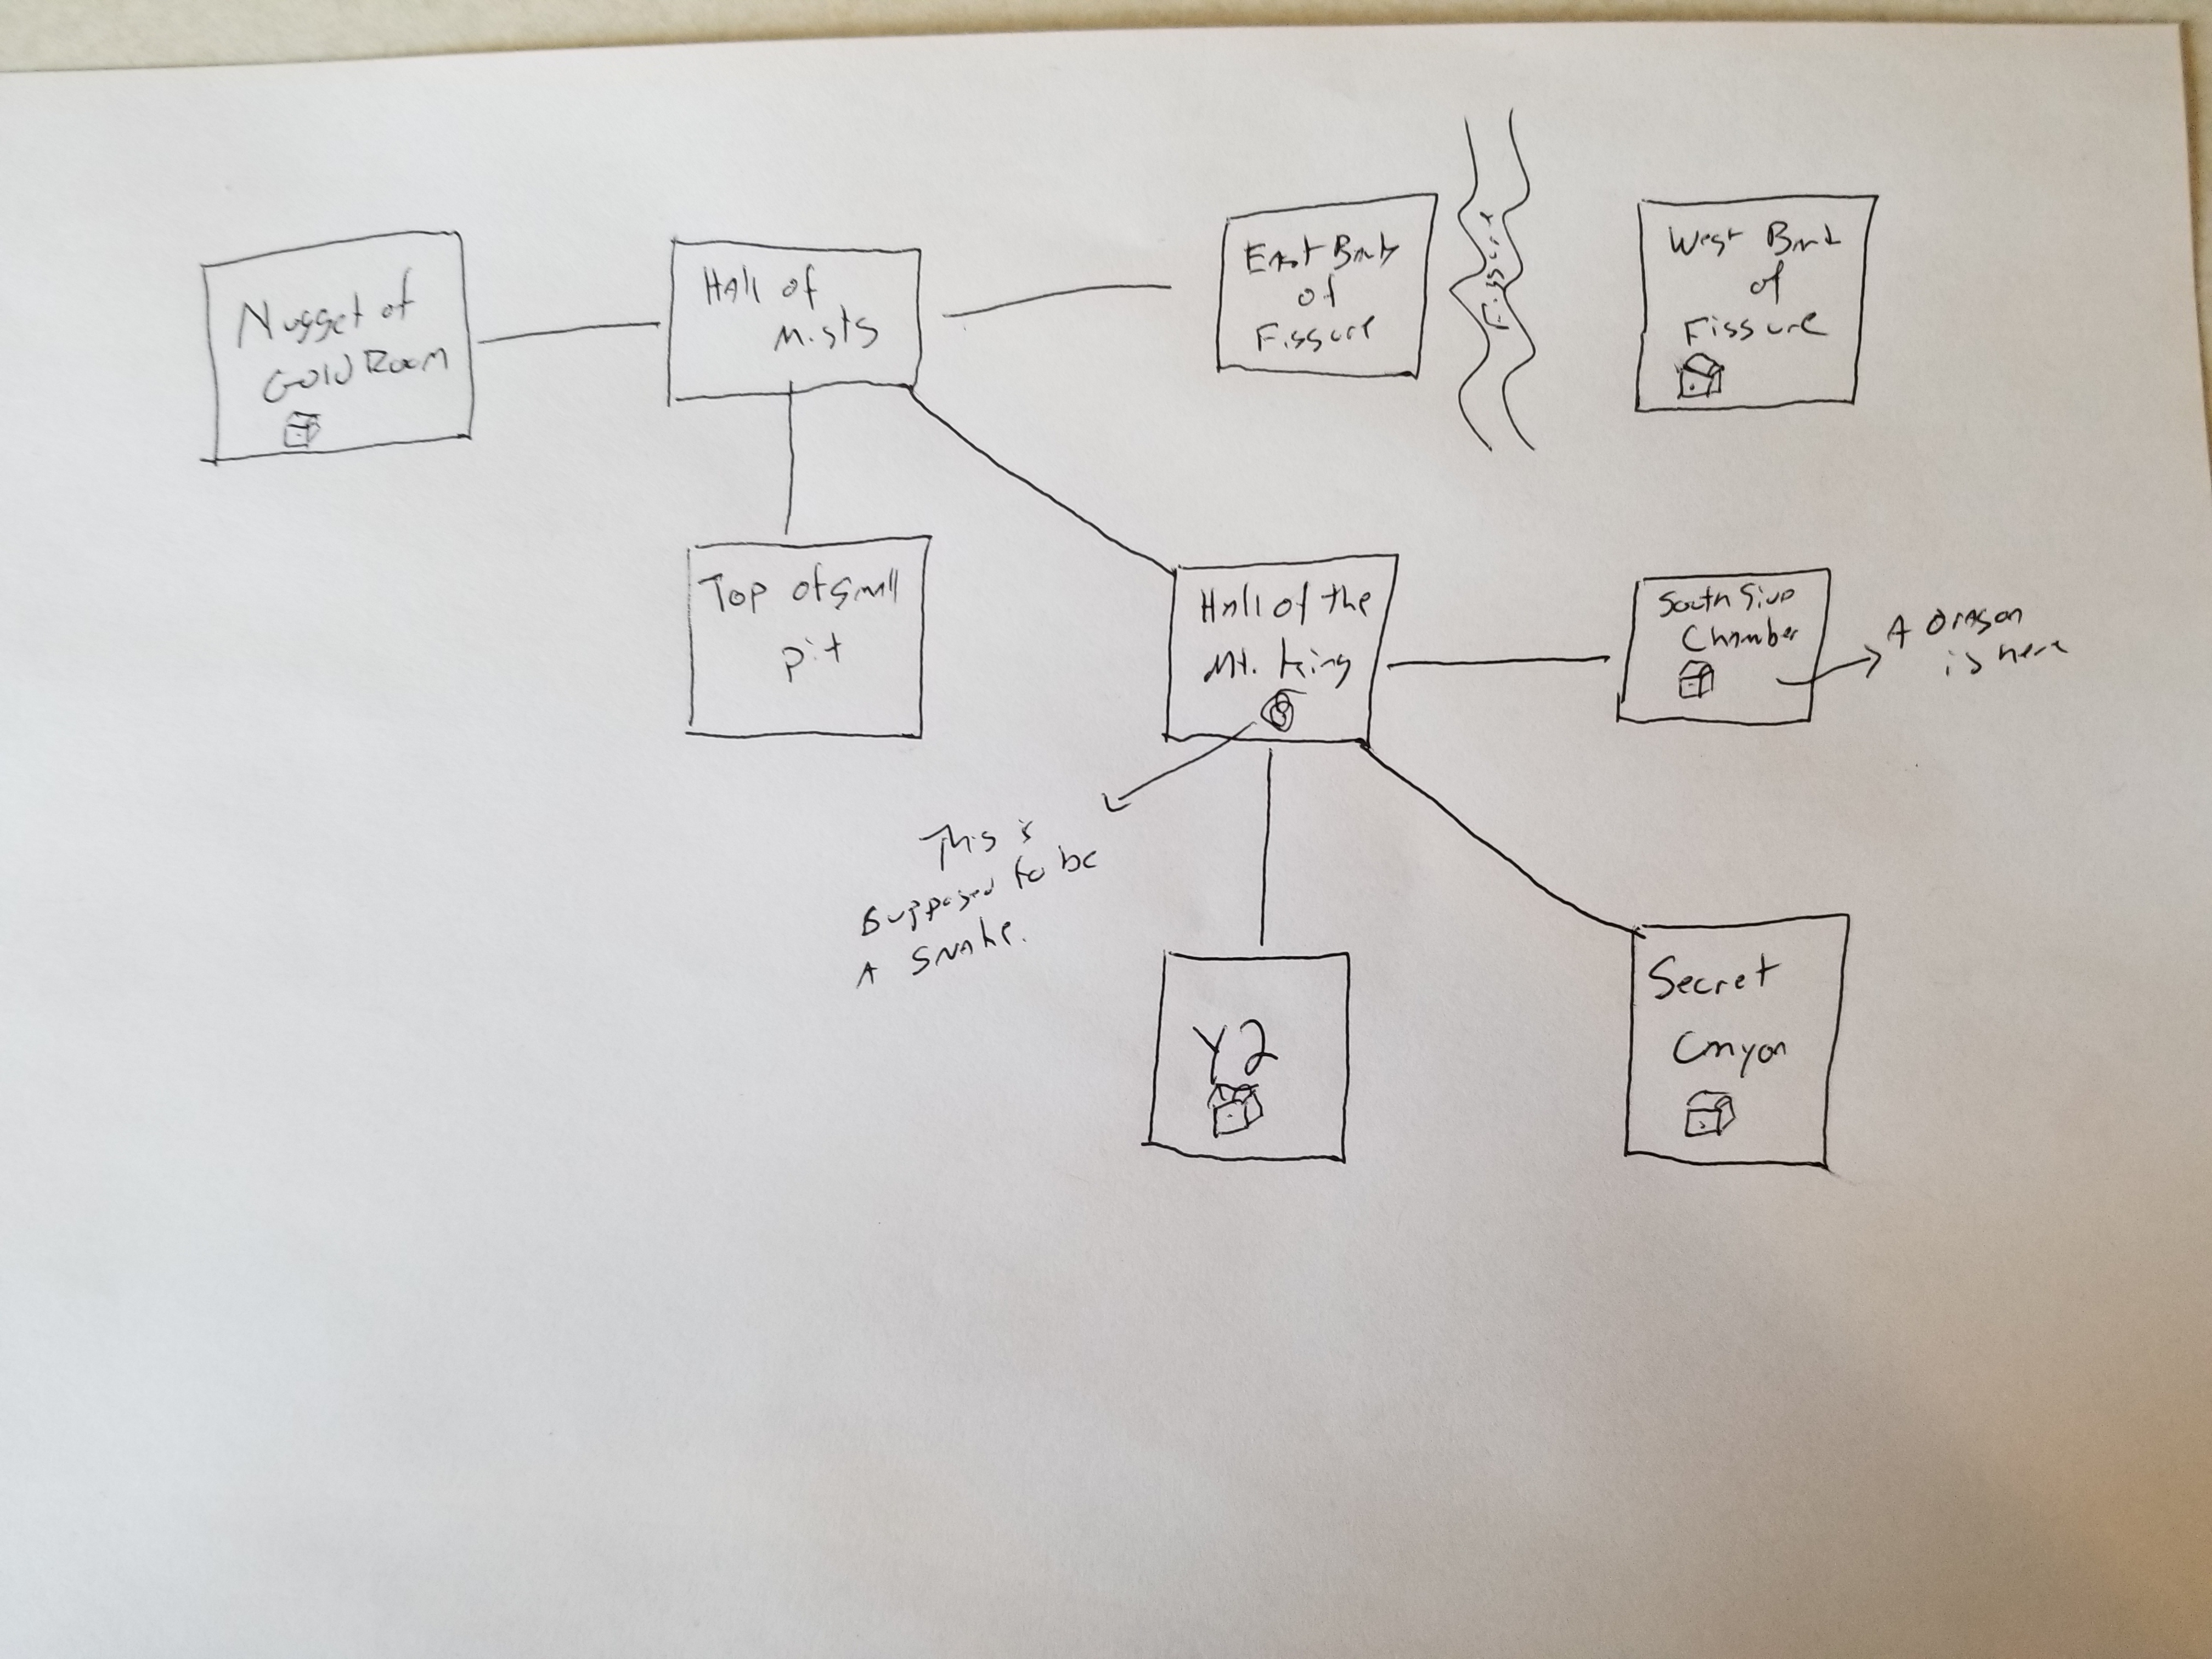 Nugget of
Gold Room
Hall of
Mists
East Bank
of
Fissure
Fissure
West Bank
of
Fissure
Top of Small
pit
Hall of the
Mt. King
South Side
Chamber
A Dragon
is here
This is
supposed to be
A Snake.
Y2
Secret
Canyon